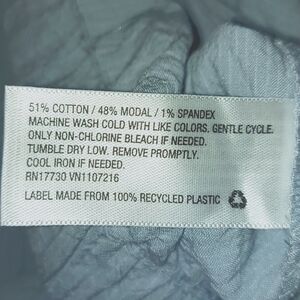 51% COTTON / 48% MODAL / 1% SPANDEX
MACHINE WASH COLD WITH LIKE COLORS. GENTLE CYCLE.
ONLY NON-CHLORINE BLEACH IF NEEDED.
TUMBLE DRY LOW. REMOVE PROMPTLY.
COOL IRON IF NEEDED.
RN17730 VN1107216
LABEL MADE FROM 100% RECYCLED PLASTIC